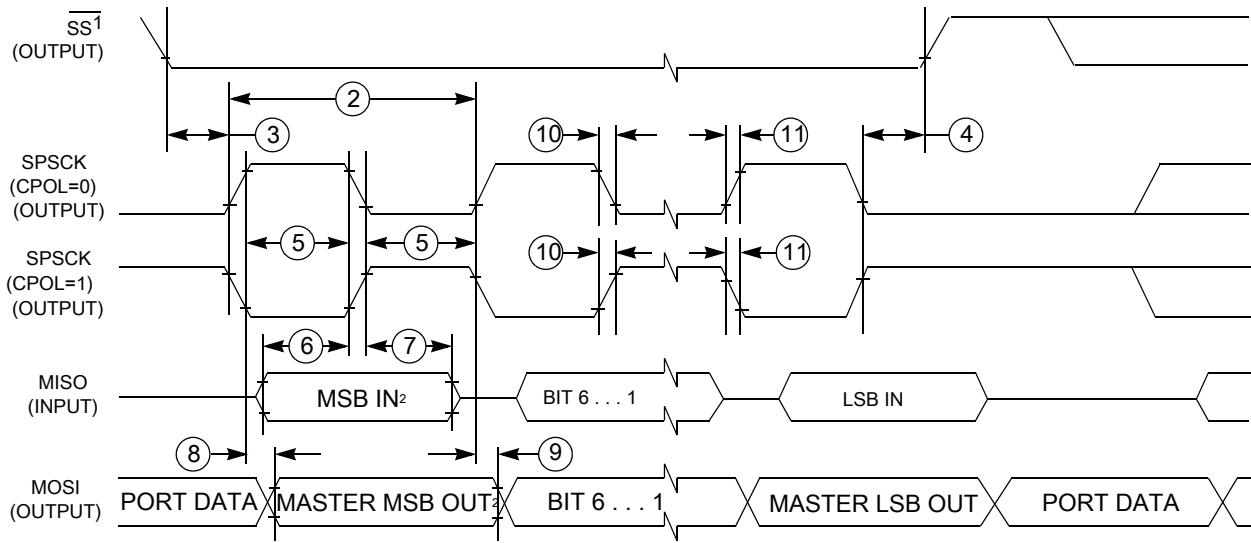 SS1
(OUTPUT)
2
3
10
11
4
SPSCK
(CPOL=0)
(OUTPUT)
5
5
SPSCK
(CPOL=1)
(OUTPUT)
10
11
6
7
MISO
(INPUT)
MSB IN2
BIT 6 . . . 1
LSB IN
8
9
MOSI
(OUTPUT)
PORT DATA
MASTER MSB OUT2
BIT 6 . . . 1
MASTER LSB OUT
PORT DATA